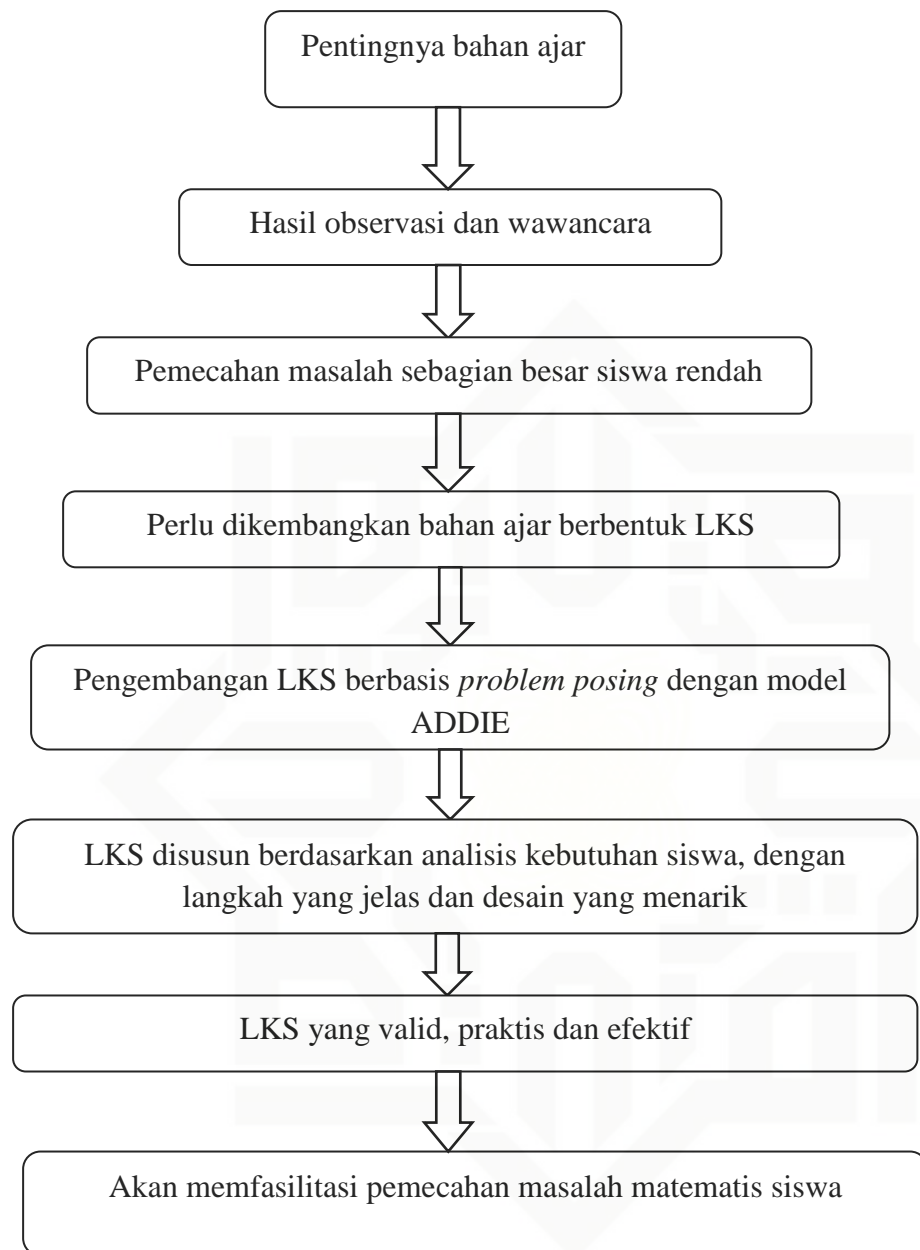 Pentingnya bahan ajar
Hasil observasi dan wawancara
Pemecahan masalah sebagian besar siswa rendah
Perlu dikembangkan bahan ajar berbentuk LKS
Pengembangan LKS berbasis problem posing dengan model
ADDIE
LKS disusun berdasarkan analisis kebutuhan siswa, dengan
langkah yang jelas dan desain yang menarik
LKS yang valid, praktis dan efektif
Akan memfasilitasi pemecahan masalah matematis siswa